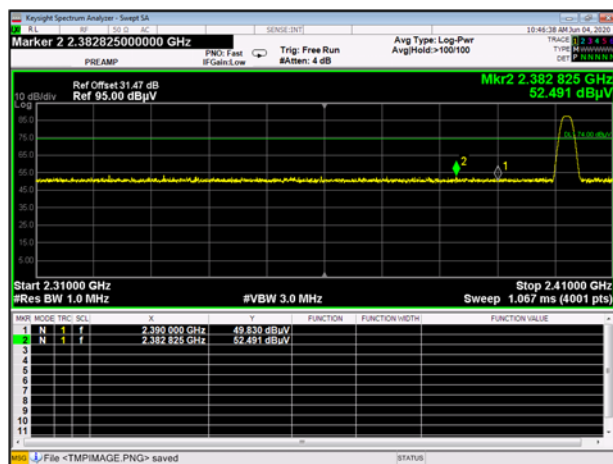 Keysight Spectrum Analyzer - Swept SA
RL RF 50 Ω AC SENSE:INT 10:46:38 AM Jun 04, 2020
Marker 2 2.382825000000 GHz
PREAMP
PNO: Fast
IFGain:Low
Trig: Free Run
#Atten: 4 dB
Avg Type: Log-Pwr
Avg|Hold:>100/100
TRACE 1 2 3 4 5 6
TYPE M
DET P N N N N N
Mkr2 2.382 825 GHz
52.491 dBµV
Ref Offset 31.47 dB
10 dB/div Ref 95.00 dBµV
Log
85.0
75.0
DL1 74.00 dBµV
65.0
55.0
2
1
45.0
35.0
25.0
15.0
5.00
Start 2.31000 GHz Stop 2.41000 GHz
#Res BW 1.0 MHz #VBW 3.0 MHz Sweep 1.067 ms (4001 pts)
MKR MODE TRC SCL X Y FUNCTION FUNCTION WIDTH FUNCTION VALUE
1 N 1 f 2.390 000 GHz 49.830 dBµV
2 N 1 f 2.382 825 GHz 52.491 dBµV
3
4
5
6
7
8
9
10
11
MSG File <TMPIMAGE.PNG> saved STATUS